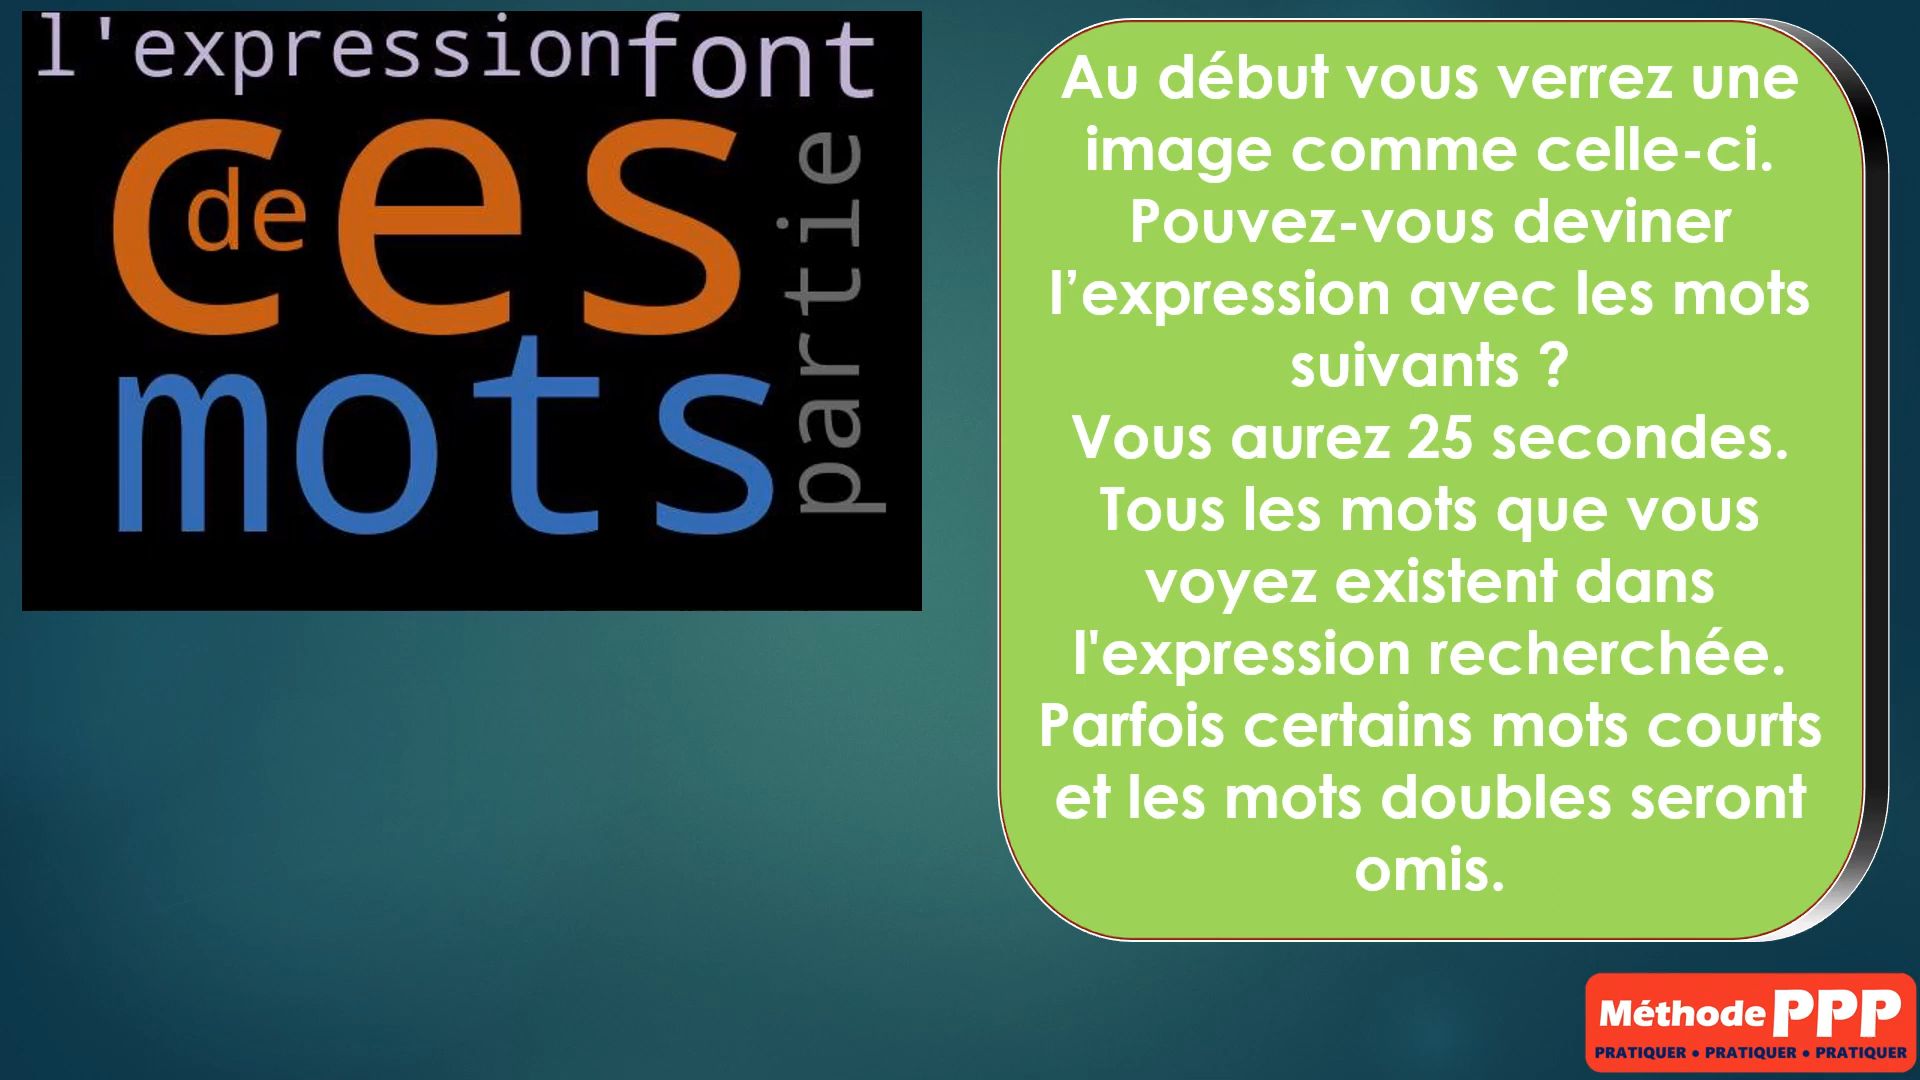 l'expression font
ces
de
mots
partie
Au début vous verrez une
image comme celle-ci.
Pouvez-vous deviner
l’expression avec les mots
suivants ?
Vous aurez 25 secondes.
Tous les mots que vous
voyez existent dans
l'expression recherchée.
Parfois certains mots courts
et les mots doubles seront
omis.
Méthode PPP
PRATIQUER • PRATIQUER • PRATIQUER